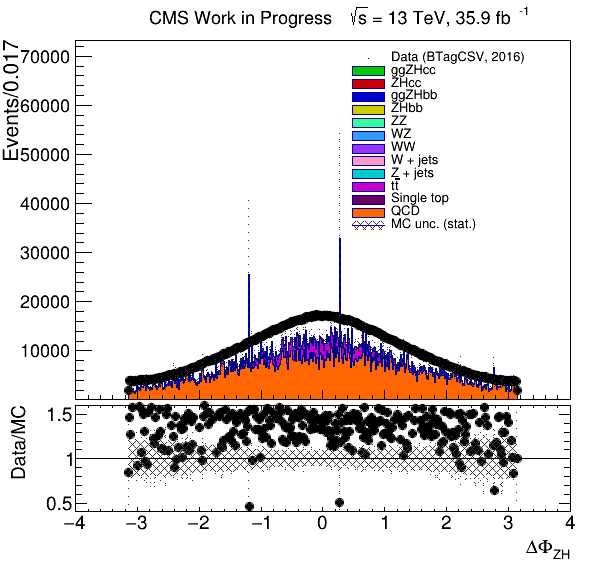 CMS Work in Progress √s = 13 TeV, 35.9 fb -1
Events/0.017
70000
60000
50000
40000
30000
20000
10000
Data (BTagCSV, 2016)
ggZHcc
ZHcc
ggZHbb
ZHbb
ZZ
WZ
WW
W + jets
Z + jets
tt̅
Single top
QCD
MC unc. (stat.)
Data/MC
1.5
1
0.5
−4 −3 −2 −1 0 1 2 3 4
ΔΦZH